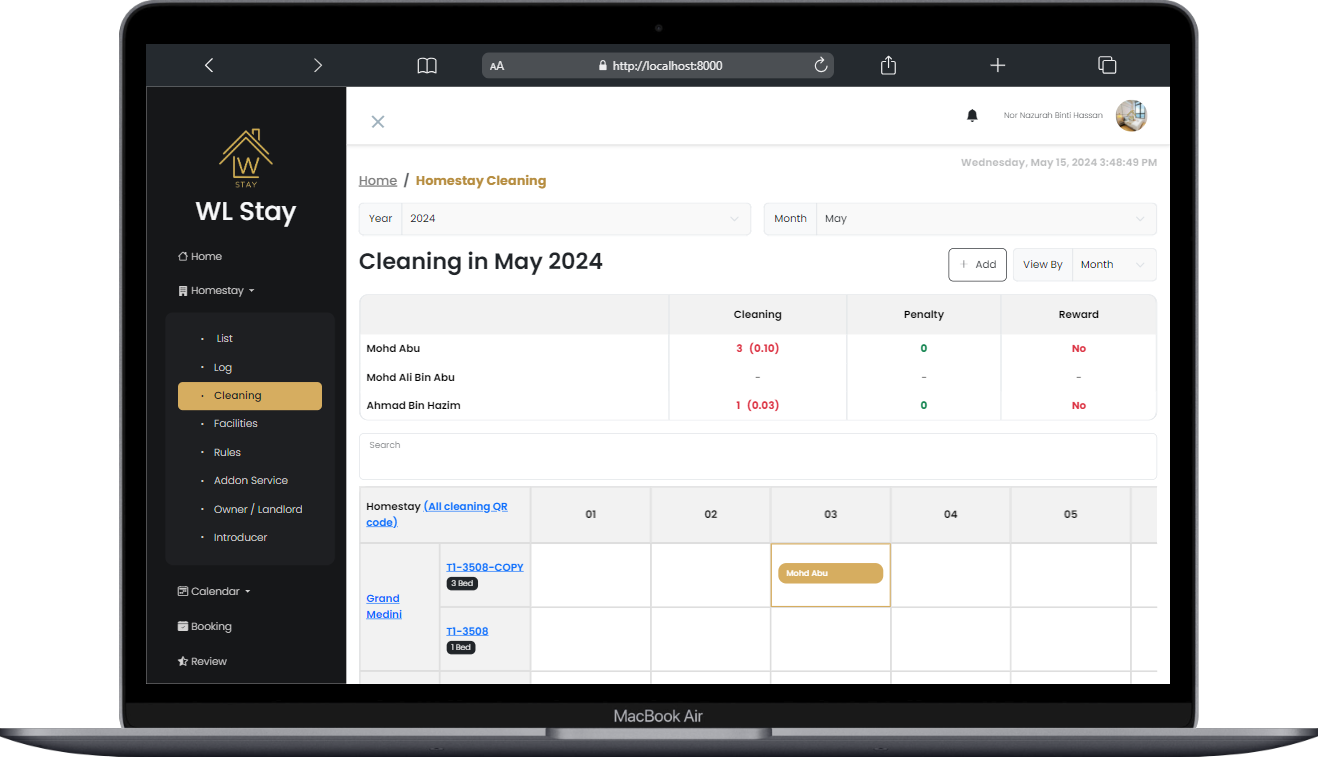 AA
http://localhost:8000
Nor Nazurah Binti Hassan
W
STAY
WL Stay
Home
Homestay
List
Log
Cleaning
Facilities
Rules
Addon Service
Owner / Landlord
Introducer
Calendar
Booking
Review
Wednesday, May 15, 2024 3:48:49 PM
Home / Homestay Cleaning
Year 2024 Month May
Cleaning in May 2024
+ Add View By Month
Cleaning Penalty Reward
Mohd Abu 3 (0.10) 0 No
Mohd Ali Bin Abu - - -
Ahmad Bin Hazim 1 (0.03) 0 No
Search
Homestay (All cleaning QR
code)
01 02 03 04 05
Grand
Medini
T1-3508-COPY
3 Bed
Mohd Abu
T1-3508
1 Bed
MacBook Air